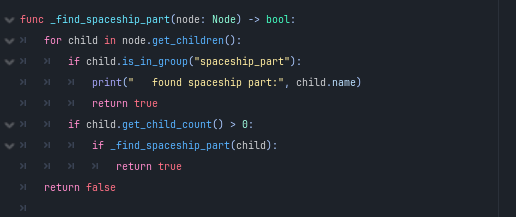 func _find_spaceship_part(node: Node) -> bool:
for child in node.get_children():
if child.is_in_group("spaceship_part"):
print("   found spaceship part:", child.name)
return true
if child.get_child_count() > 0:
if _find_spaceship_part(child):
return true
return false